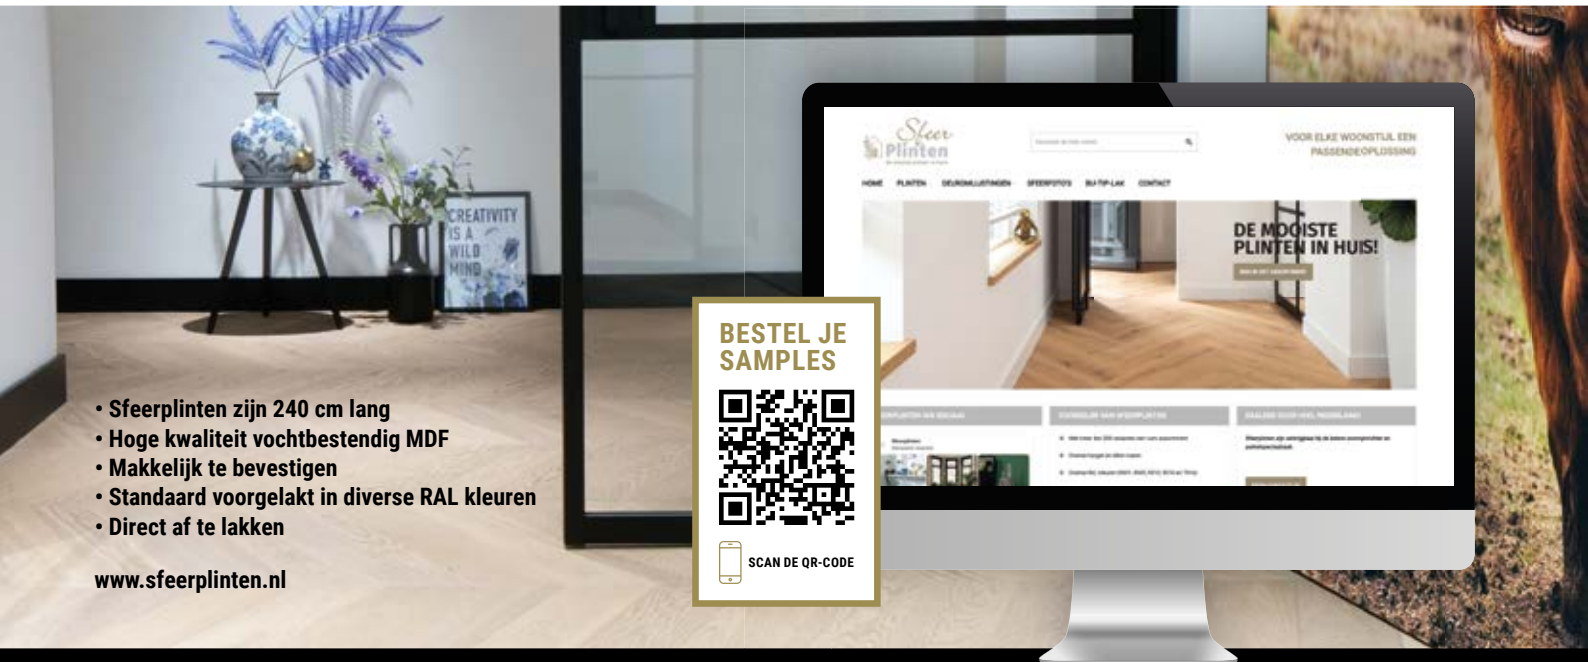 CREATIVITY
IS A
WILD
MIND
• Sfeerplinten zijn 240 cm lang
• Hoge kwaliteit vochtbestendig MDF
• Makkelijk te bevestigen
• Standaard voorgelakt in diverse RAL kleuren
• Direct af te lakken
www.sfeerplinten.nl
BESTEL JE
SAMPLES
SCAN DE QR-CODE
Sfeer
Plinten
VOOR ELKE WOONSTIJL EEN
PASSENDE OPLOSSING
HOME PLINTEN DEUROMLIJSTINGEN SFEERFOTO'S BIJ-TIP-LAK CONTACT
DE MOOISTE
PLINTEN IN HUIS!